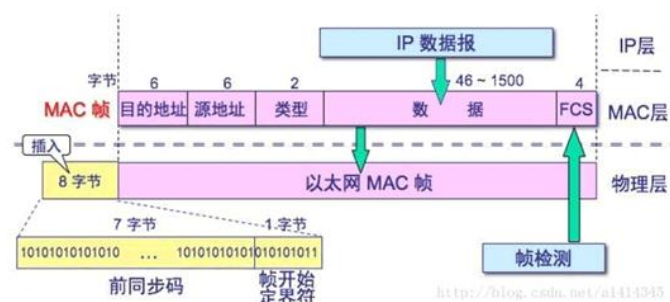 IP 数据报
IP层
字节 6 6 2 46 ~ 1500 4
MAC 帧 目的地址 源地址 类型 数 据 FCS MAC层
插入
8 字节 以太网 MAC 帧 物理层
7 字节 1 字节
10101010101010 … 10101010101010101011
前同步码 帧开始定界符 帧检测
http://blog.csdn.net/a1414345